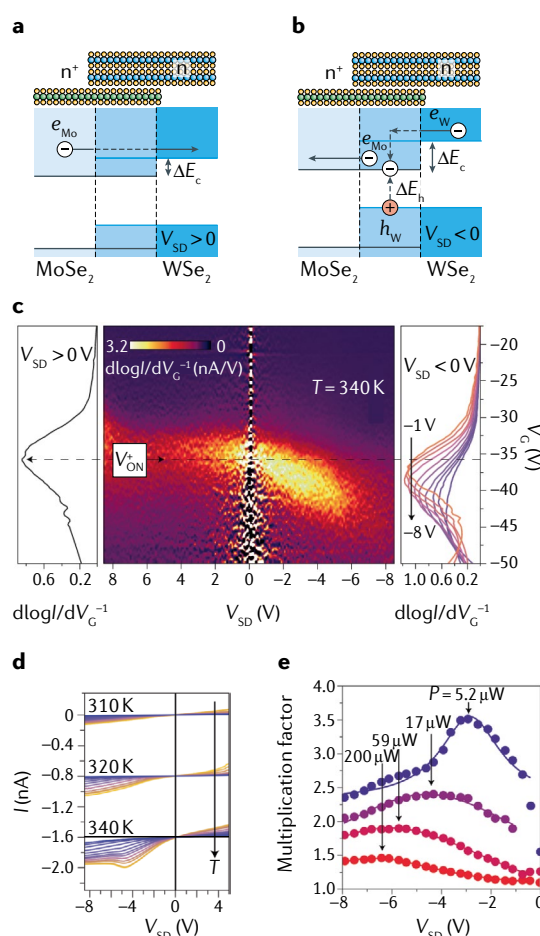 a
b
n⁺
n
n⁺
n
e_Mo
ΔE_c
V_SD > 0
MoSe₂
WSe₂
e_W
e_Mo
ΔE_c
ΔE_h
h_W
V_SD < 0
MoSe₂
WSe₂
c
V_SD > 0 V
3.2
0
dlogI/dV_G⁻¹ (nA/V)
T = 340 K
V⁺_ON
V_SD < 0 V
−1 V
−8 V
−20
−25
−30
−35
−40
−45
−50
V_G (V)
0.6 0.2
8 6 4 2 0 −2 −4 −6 −8
1.0 0.6 0.2
dlogI/dV_G⁻¹
V_SD (V)
dlogI/dV_G⁻¹
d
310 K
320 K
340 K
T
0
−0.4
−0.8
−1.2
−1.6
−2.0
I (nA)
−8 −4 0 4
V_SD (V)
e
P = 5.2 μW
17 μW
59 μW
200 μW
4.0
3.5
3.0
2.5
2.0
1.5
1.0
Multiplication factor
−8 −6 −4 −2 0
V_SD (V)